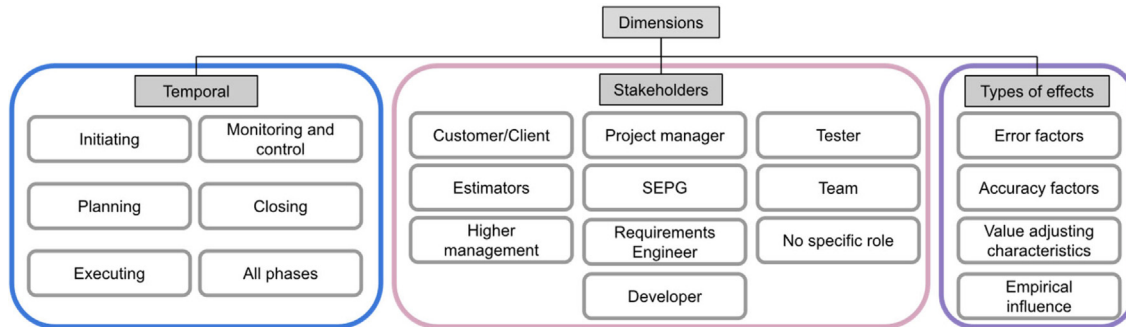 Dimensions
Temporal
Initiating
Monitoring and
control
Planning
Closing
Executing
All phases
Stakeholders
Customer/Client
Project manager
Tester
Estimators
SEPG
Team
Higher
management
Requirements
Engineer
No specific role
Developer
Types of effects
Error factors
Accuracy factors
Value adjusting
characteristics
Empirical
influence